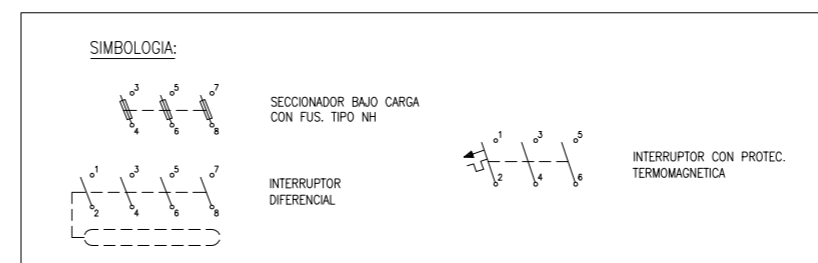 SIMBOLOGIA:
3 5 7
4 6 8
SECCIONADOR BAJO CARGA
CON FUS. TIPO NH
1 3 5 7
2 4 6 8
INTERRUPTOR
DIFERENCIAL
1 3 5
2 4 6
INTERRUPTOR CON PROTEC.
TERMOMAGNETICA